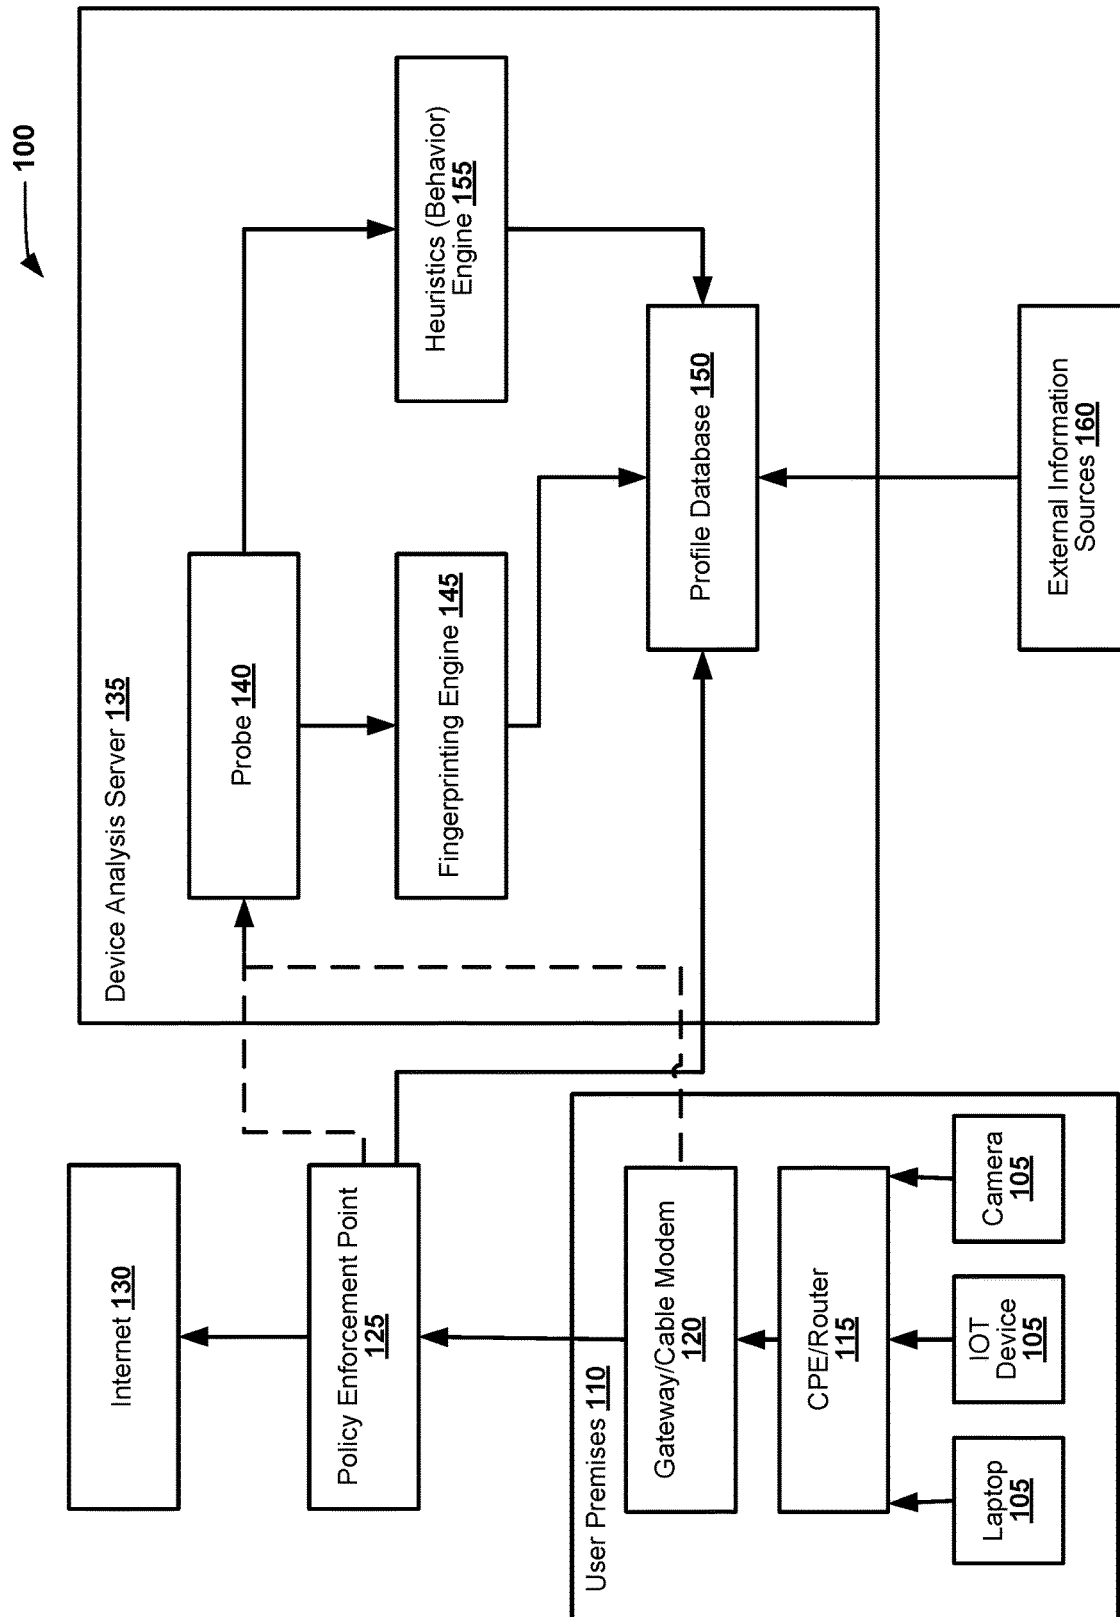 100
Internet 130
Policy Enforcement Point
125
User Premises 110
Gateway/Cable Modem
120
CPE/Router
115
Laptop
105
IOT
Device
105
Camera
105
Device Analysis Server 135
Probe 140
Fingerprinting Engine 145
Heuristics (Behavior)
Engine 155
Profile Database 150
External Information
Sources 160